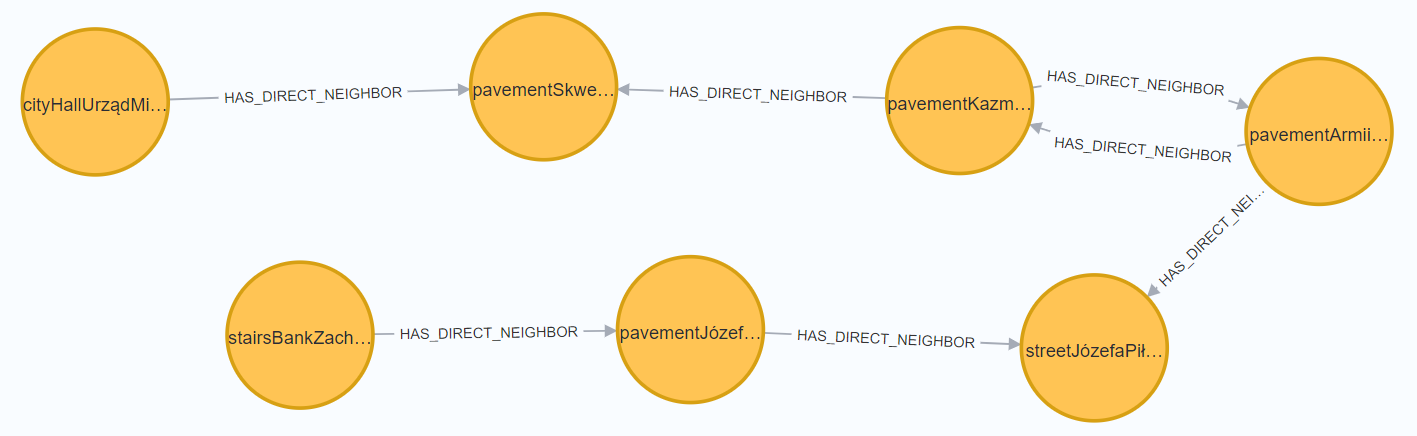 cityHallUrządMi…
HAS_DIRECT_NEIGHBOR
pavementSkwe…
HAS_DIRECT_NEIGHBOR
pavementKazm…
HAS_DIRECT_NEIGHBOR
HAS_DIRECT_NEIGHBOR
pavementArmii…
HAS_DIRECT_NEI…
stairsBankZach…
HAS_DIRECT_NEIGHBOR
pavementJózef…
HAS_DIRECT_NEIGHBOR
streetJózefaPił…